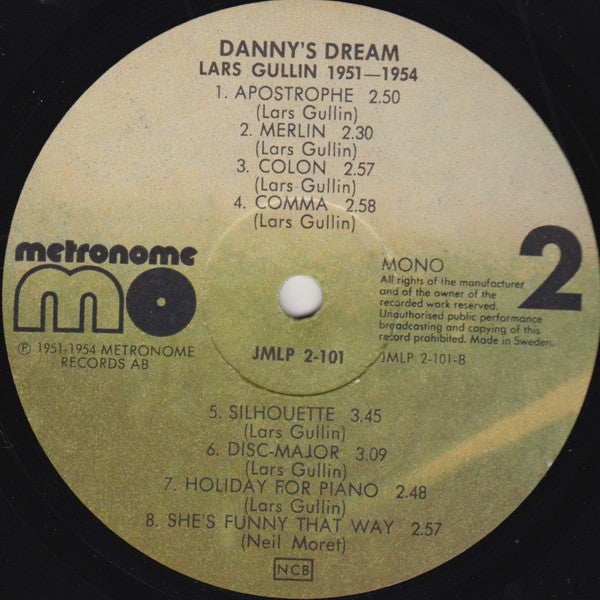 DANNY'S DREAM
LARS GULLIN 1951—1954
1. APOSTROPHE 2.50
(Lars Gullin)
2. MERLIN 2.30
(Lars Gullin)
3. COLON 2.57
(Lars Gullin)
4. COMMA 2.58
(Lars Gullin)
metronome
mo
℗ 1951-1954 METRONOME
RECORDS AB
JMLP 2-101
MONO
2
All rights of the manufacturer
and of the owner of the
recorded work reserved.
Unauthorised public performance
brgadcasting and copying of this
record prohibited. Made in Sweden.
JMLP 2-101-B
5. SILHOUETTE 3.45
(Lars Gullin)
6. DISC-MAJOR 3.09
(Lars Gullin)
7. HOLIDAY FOR PIANO 2.48
(Lars Gullin)
8. SHE'S FUNNY THAT WAY 2.57
(Neil Moret)
NCB